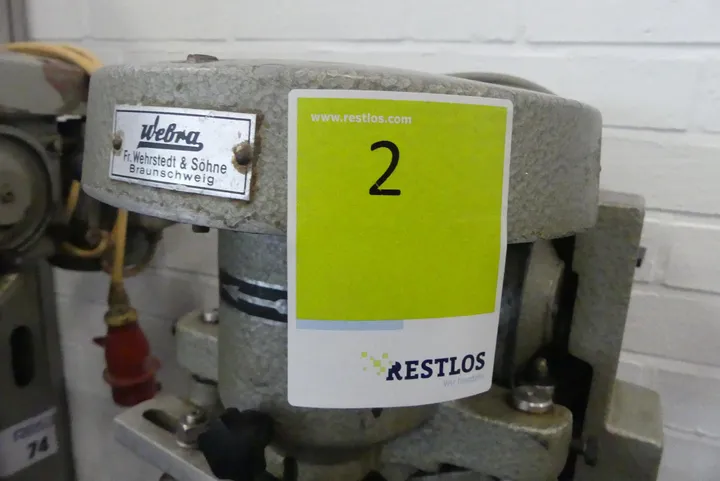 Webra
Fr. Wehrstedt & Söhne
Braunschweig
www.restlos.com
2
RESTLOS
74